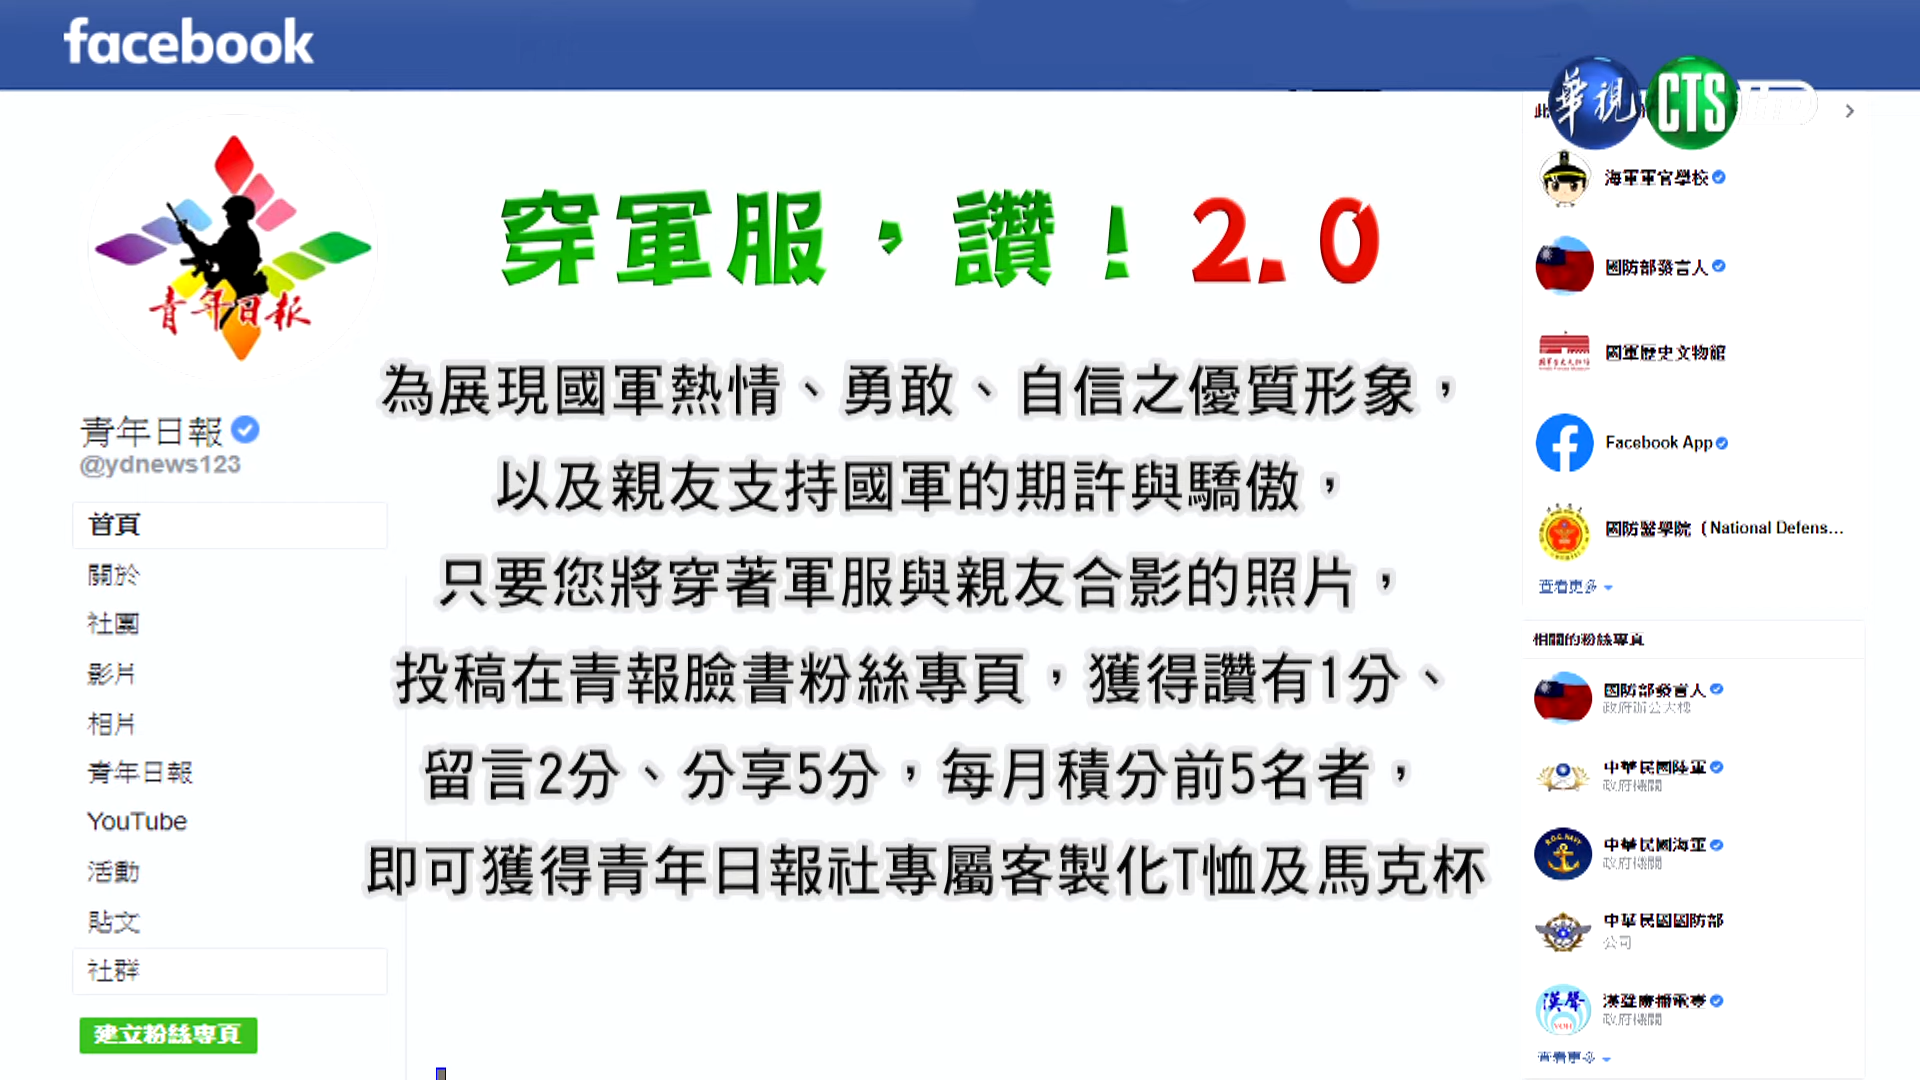 facebook
華視 CTS
青年日報
青年日報
@ydnews123
首頁
關於
社團
影片
相片
青年日報
YouTube
活動
貼文
社群
建立粉絲專頁
穿軍服,讚!2.0
為展現國軍熱情、勇敢、自信之優質形象,
以及親友支持國軍的期許與驕傲,
只要您將穿著軍服與親友合影的照片,
投稿在青報臉書粉絲專頁,獲得讚有1分、
留言2分、分享5分,每月積分前5名者,
即可獲得青年日報社專屬客製化T恤及馬克杯
海軍軍官學校
國防部發言人
國軍歷史文物館
Facebook App
國防醫學院(National Defens...
查看更多
相關的粉絲專頁
國防部發言人
政府辦公大樓
中華民國陸軍
政府機關
中華民國海軍
政府機關
中華民國國防部
公司
漢聲
漢聲廣播電臺
政府機關
查看更多